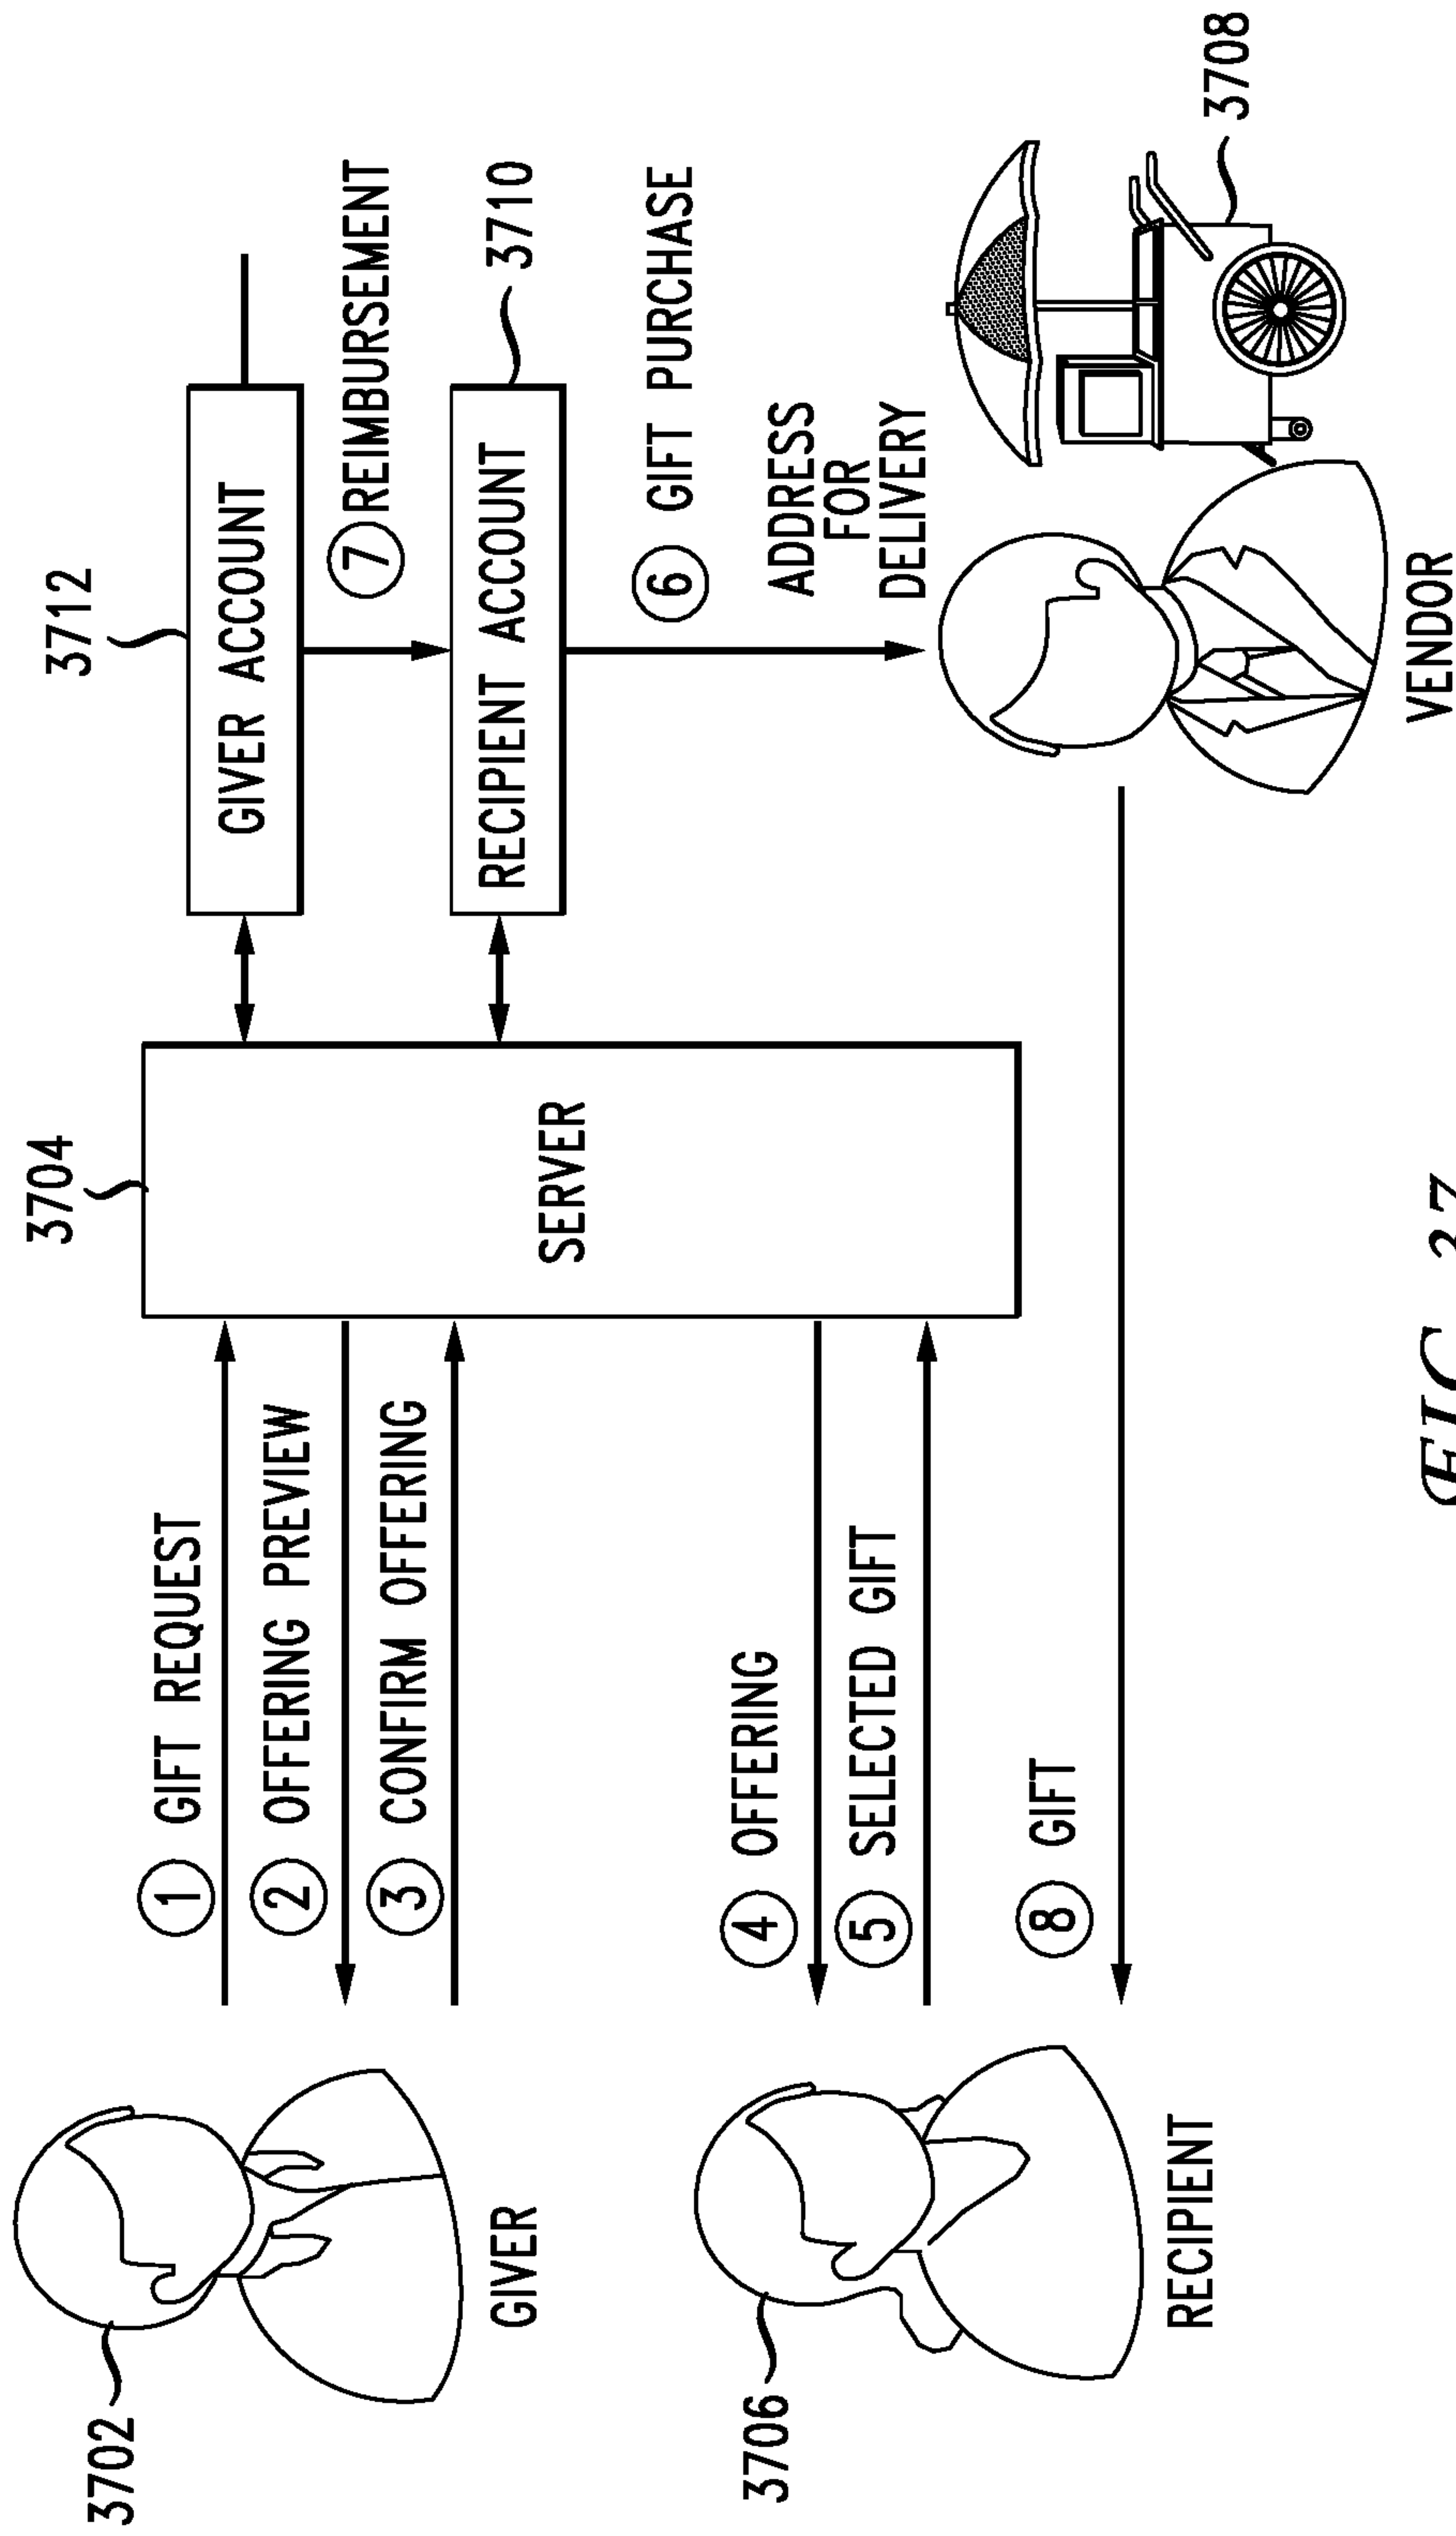 3702
GIVER
① GIFT REQUEST
② OFFERING PREVIEW
③ CONFIRM OFFERING
3704
SERVER
3712
GIVER ACCOUNT
⑦ REIMBURSEMENT
RECIPIENT ACCOUNT
3710
⑥ GIFT PURCHASE
ADDRESS
FOR
DELIVERY
3706
RECIPIENT
④ OFFERING
⑤ SELECTED GIFT
⑧ GIFT
VENDOR
3708
FIG. 37